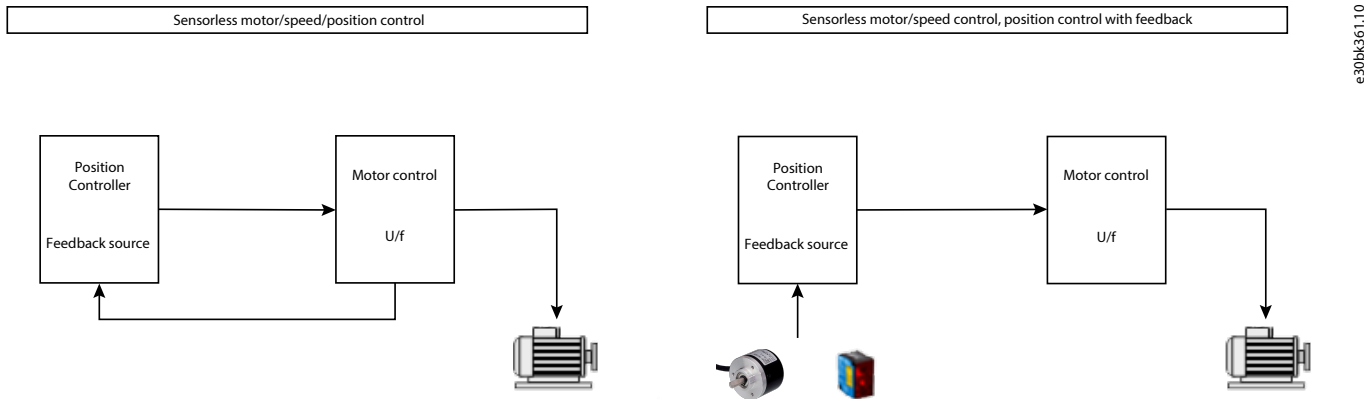 Sensorless motor/speed/position control
Position
Controller
Feedback source
Motor control
U/f
Sensorless motor/speed control, position control with feedback
Position
Controller
Feedback source
Motor control
U/f
e30bk361.10